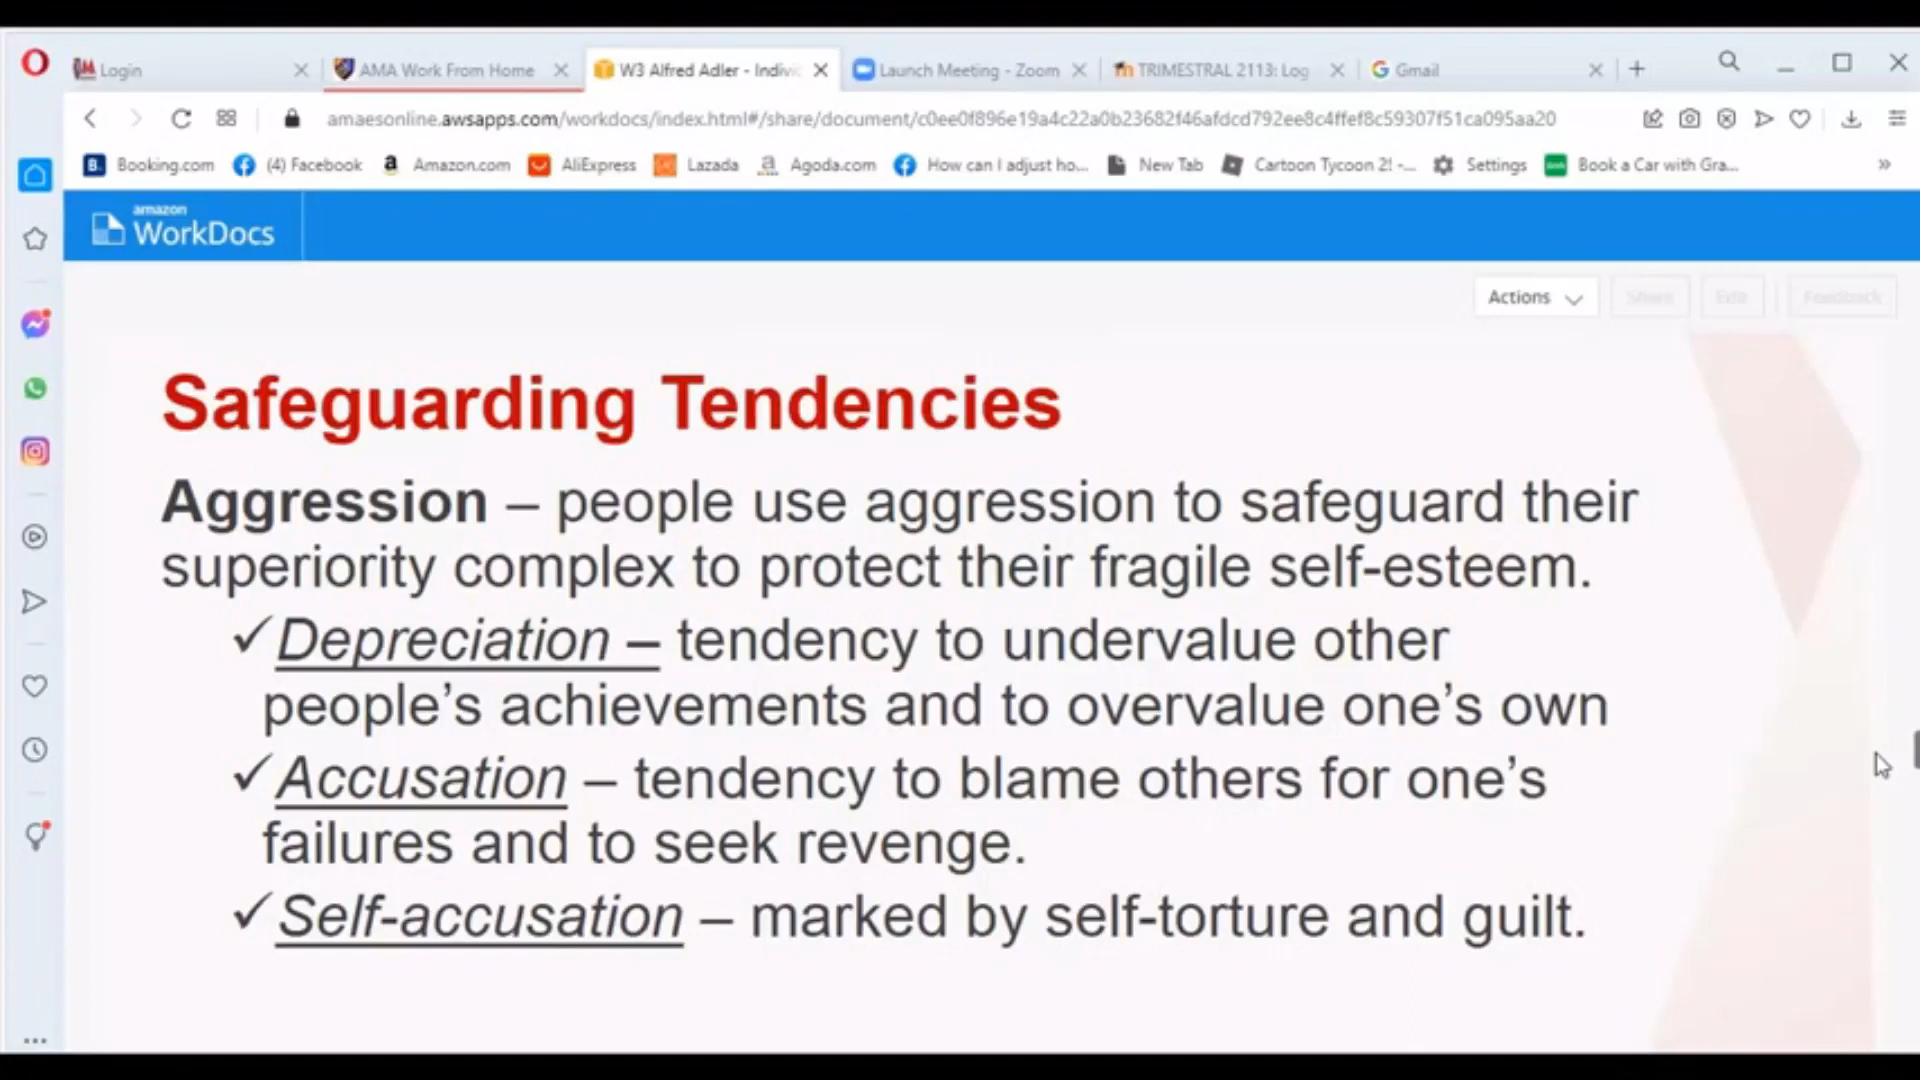 Login
AMA Work From Home
W3 Alfred Adler - Indivi
Launch Meeting - Zoom
TRIMESTRAL 2113: Log
Gmail
amaesonline.awsapps.com/workdocs/index.html#/share/document/c0ee0f896e19a4c22a0b23682f46afdcd792ee8c4ffef8c59307f51ca095aa20
Booking.com
(4) Facebook
Amazon.com
AliExpress
Lazada
Agoda.com
How can I adjust ho...
New Tab
Cartoon Tycoon 2! -...
Settings
Book a Car with Gra...
amazon
WorkDocs
Actions
Share
Edit
Feedback
Safeguarding Tendencies
Aggression – people use aggression to safeguard their
superiority complex to protect their fragile self-esteem.
✓Depreciation – tendency to undervalue other
people's achievements and to overvalue one's own
✓Accusation – tendency to blame others for one's
failures and to seek revenge.
✓Self-accusation – marked by self-torture and guilt.